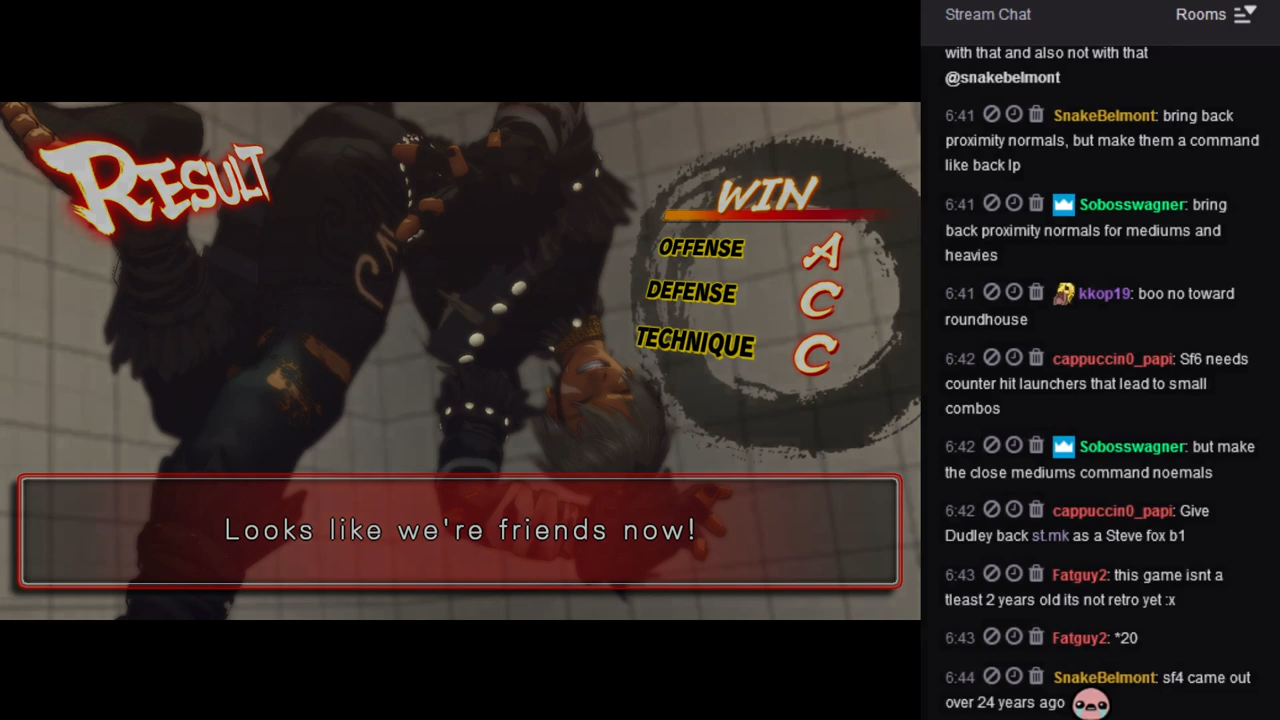 RESULT
WIN
OFFENSE A
DEFENSE C
TECHNIQUE C
Looks like we're friends now!
Stream Chat
Rooms
with that and also not with that
@snakebelmont
6:41 SnakeBelmont: bring back
proximity normals, but make them a command
like back lp
6:41 Sobosswagner: bring
back proximity normals for mediums and
heavies
6:41 kkop19: boo no toward
roundhouse
6:42 cappuccin0_papi: Sf6 needs
counter hit launchers that lead to small
combos
6:42 Sobosswagner: but make
the close mediums command noemals
6:42 cappuccin0_papi: Give
Dudley back st.mk as a Steve fox b1
6:43 Fatguy2: this game isnt a
tleast 2 years old its not retro yet :x
6:43 Fatguy2: *20
6:44 SnakeBelmont: sf4 came out
over 24 years ago